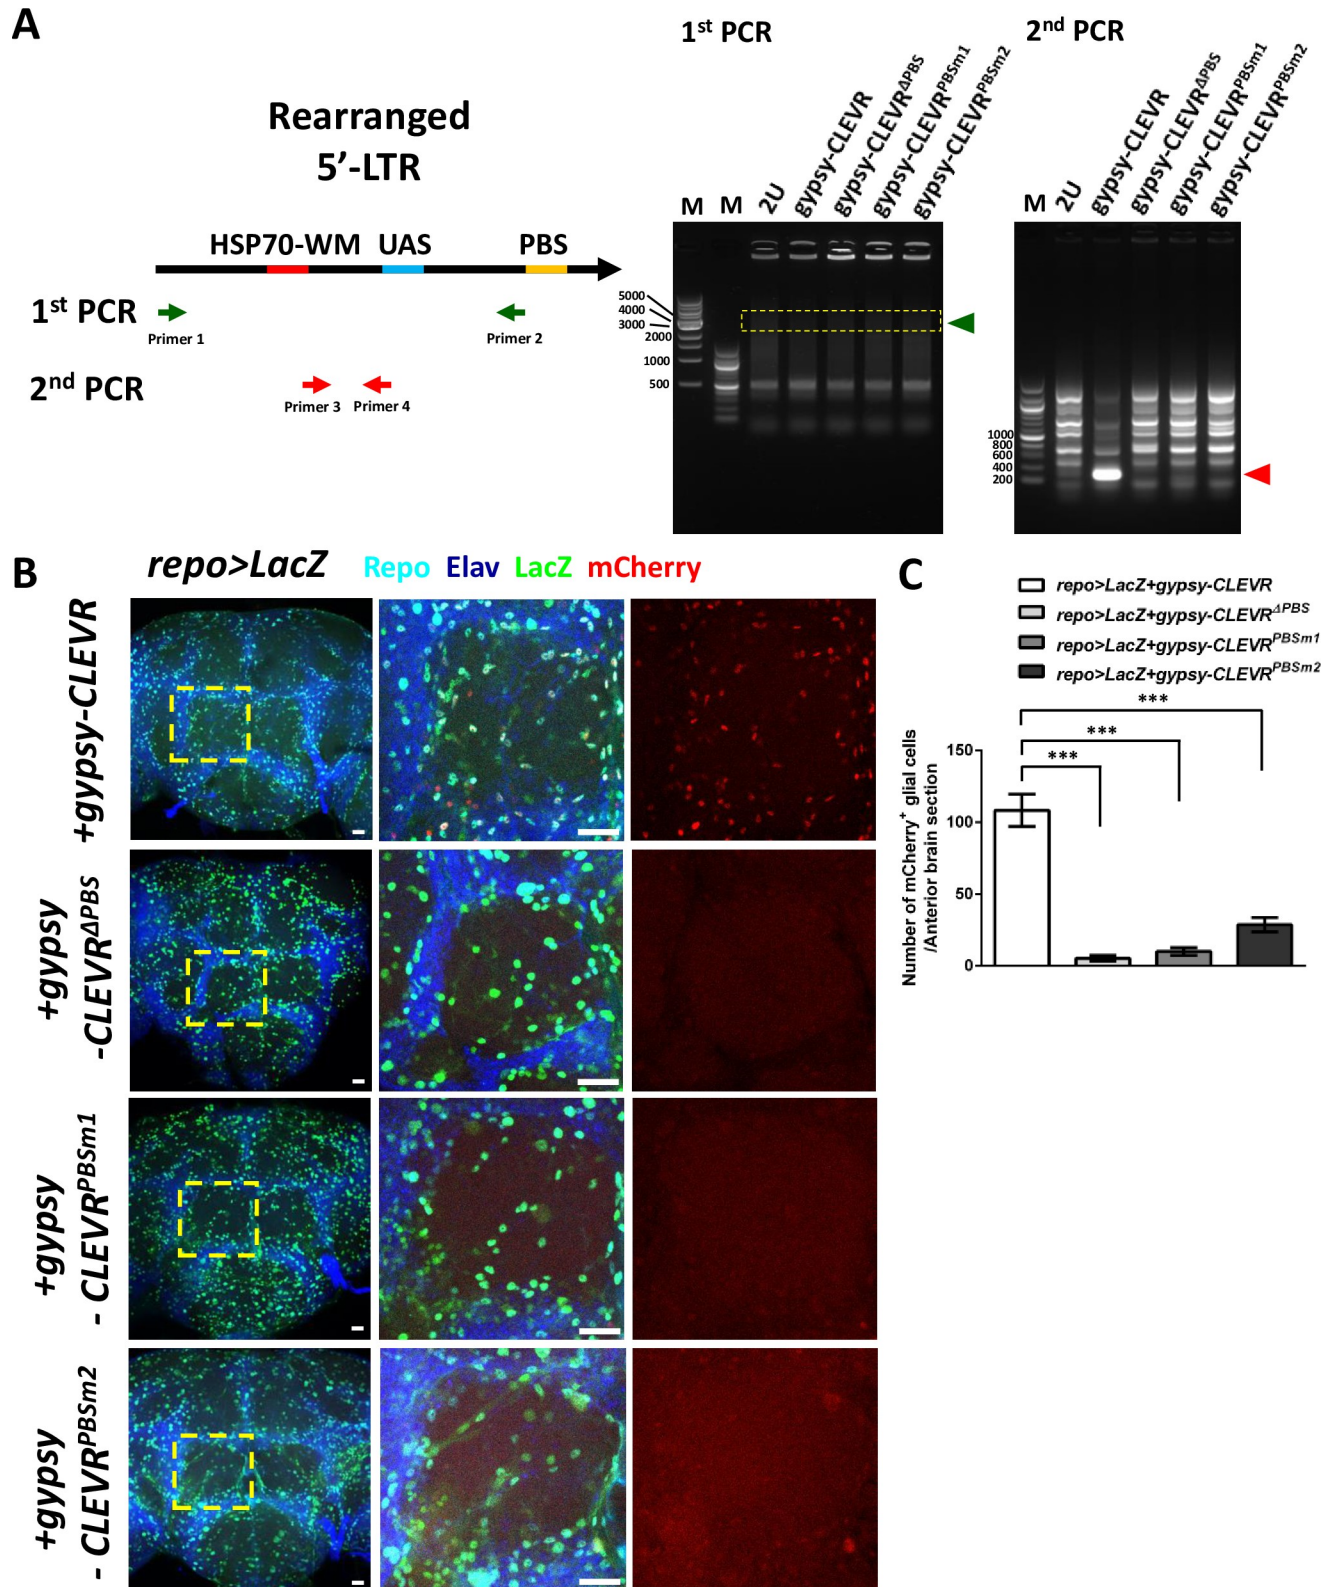 A
Rearranged
5’-LTR
HSP70-WM UAS PBS
1st PCR
Primer 1
Primer 2
2nd PCR
Primer 3
Primer 4
1st PCR
M
M
2U
gypsy-CLEVR
gypsy-CLEVRΔPBS
gypsy-CLEVRPBSm1
gypsy-CLEVRPBSm2
5000
4000
3000
2000
1000
500
2nd PCR
M
2U
gypsy-CLEVR
gypsy-CLEVRΔPBS
gypsy-CLEVRPBSm1
gypsy-CLEVRPBSm2
1000
800
600
400
200
B
repo>LacZ
Repo Elav LacZ mCherry
+gypsy-CLEVR
+gypsy
-CLEVRΔPBS
+gypsy
- CLEVRPBSm1
+gypsy
- CLEVRPBSm2
C
repo>LacZ+gypsy-CLEVR
repo>LacZ+gypsy-CLEVRΔPBS
repo>LacZ+gypsy-CLEVRPBSm1
repo>LacZ+gypsy-CLEVRPBSm2
***
***
***
Number of mCherry+ glial cells
/Anterior brain section
150
100
50
0